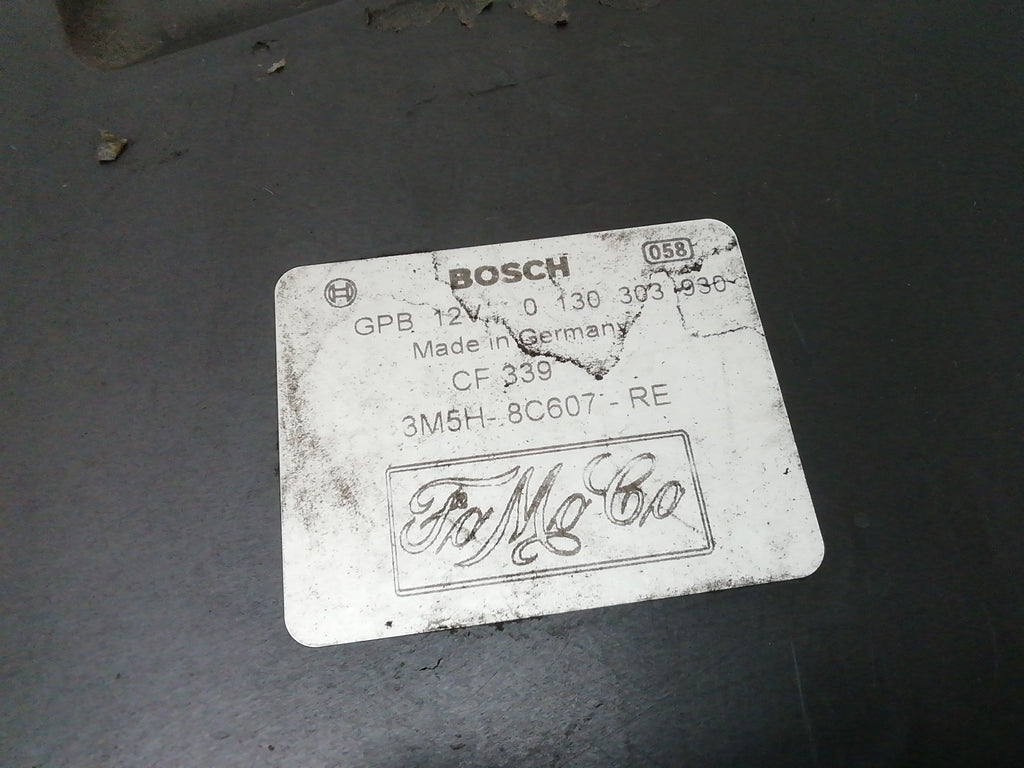 BOSCH 058
GPB 12V 0 130 303 930
Made in Germany
CF 339
3M5H - 8C607 - RE
FoMoCo